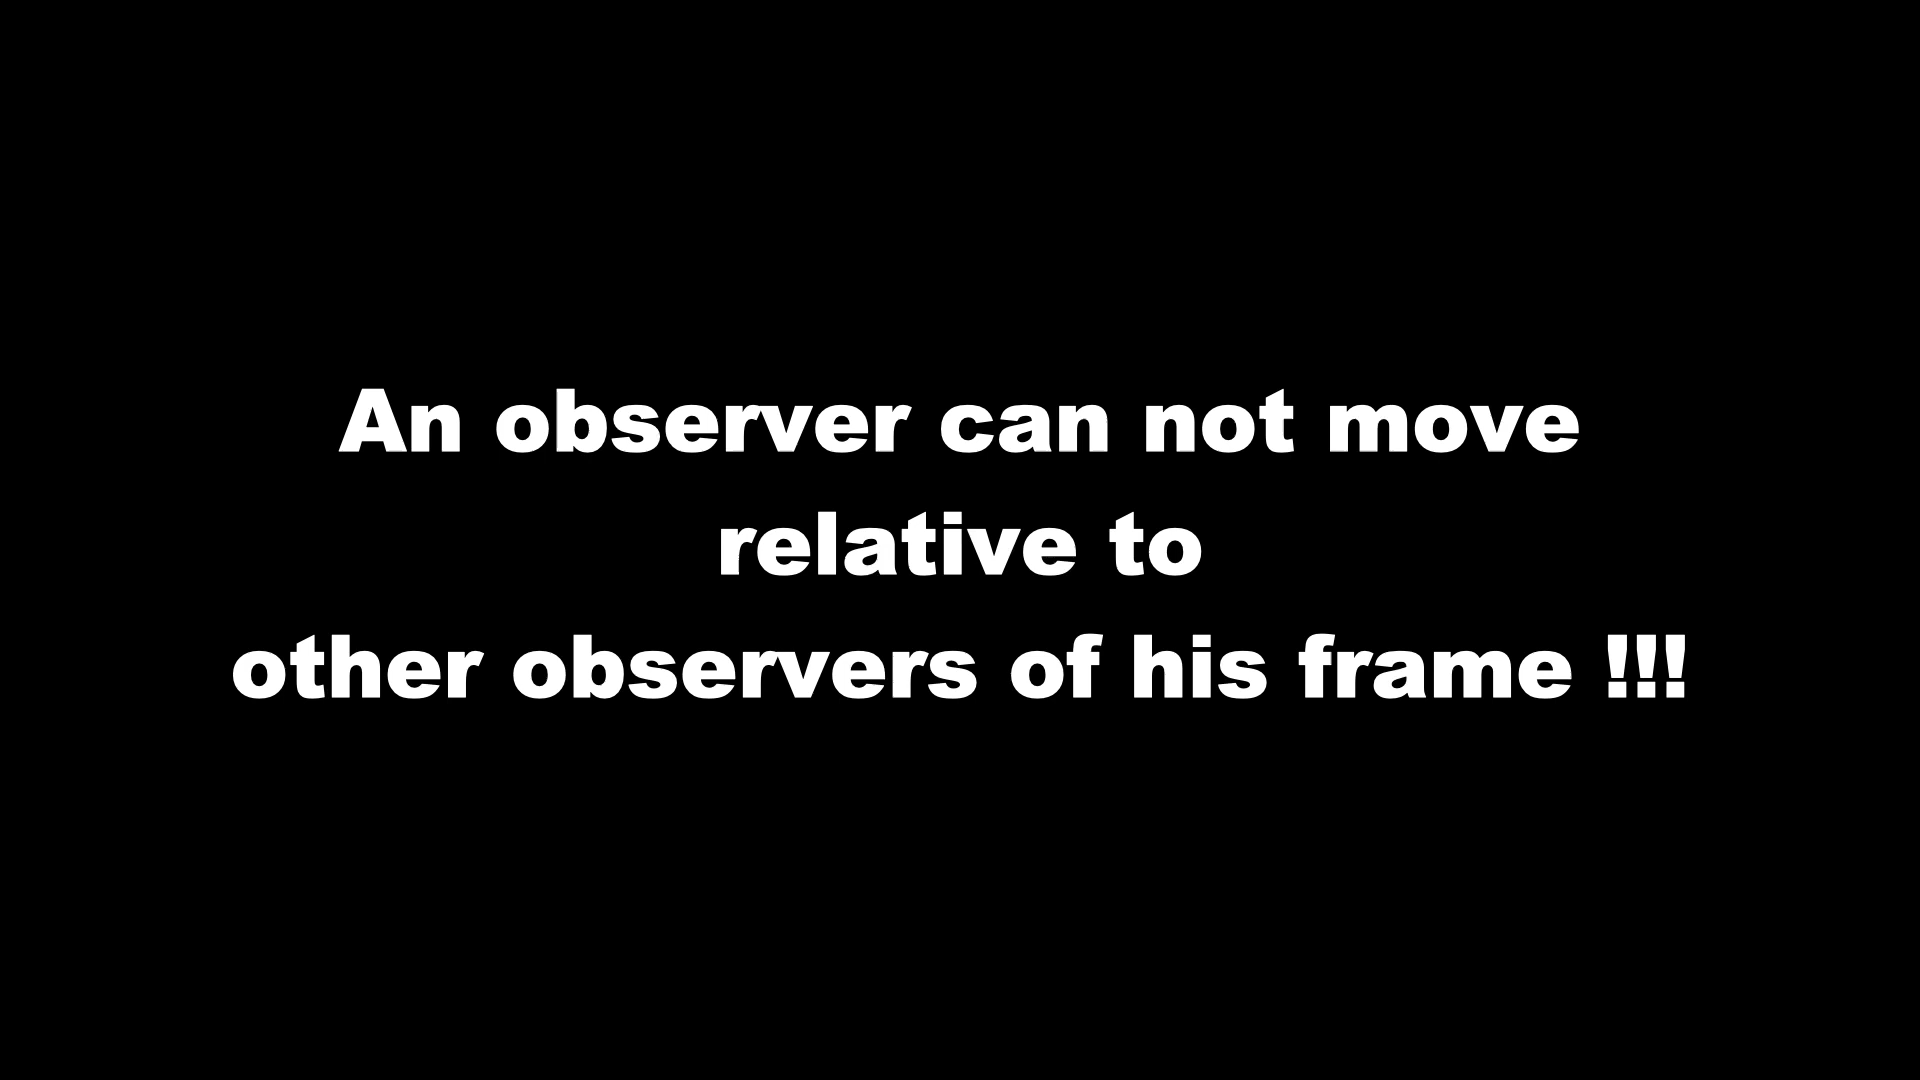 An observer can not move
relative to
other observers of his frame !!!